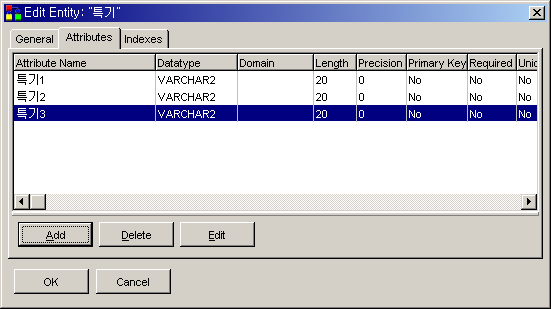 Edit Entity: "특기"
General Attributes Indexes
Attribute Name Datatype Domain Length Precision Primary Key Required Unic
특기1 VARCHAR2 20 0 No No No
특기2 VARCHAR2 20 0 No No No
특기3 VARCHAR2 20 0 No No No
Add Delete Edit
OK Cancel